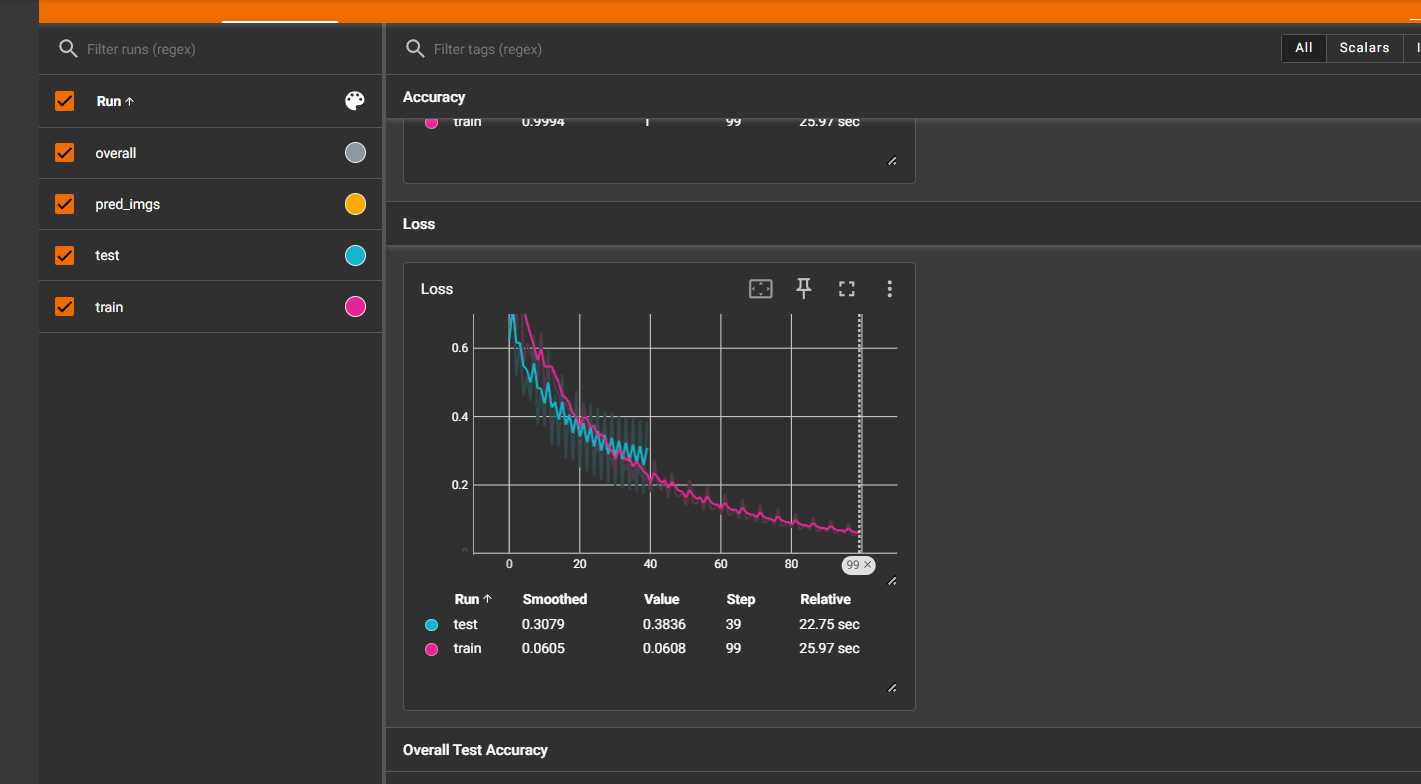 Filter runs (regex)
Filter tags (regex)
All
Scalars
Run ↑
overall
pred_imgs
test
train
Accuracy
train 0.9994 1 99 25.97 sec
Loss
Loss
0.6
0.4
0.2
0 20 40 60 80 99 ×
Run ↑ Smoothed Value Step Relative
test 0.3079 0.3836 39 22.75 sec
train 0.0605 0.0608 99 25.97 sec
Overall Test Accuracy